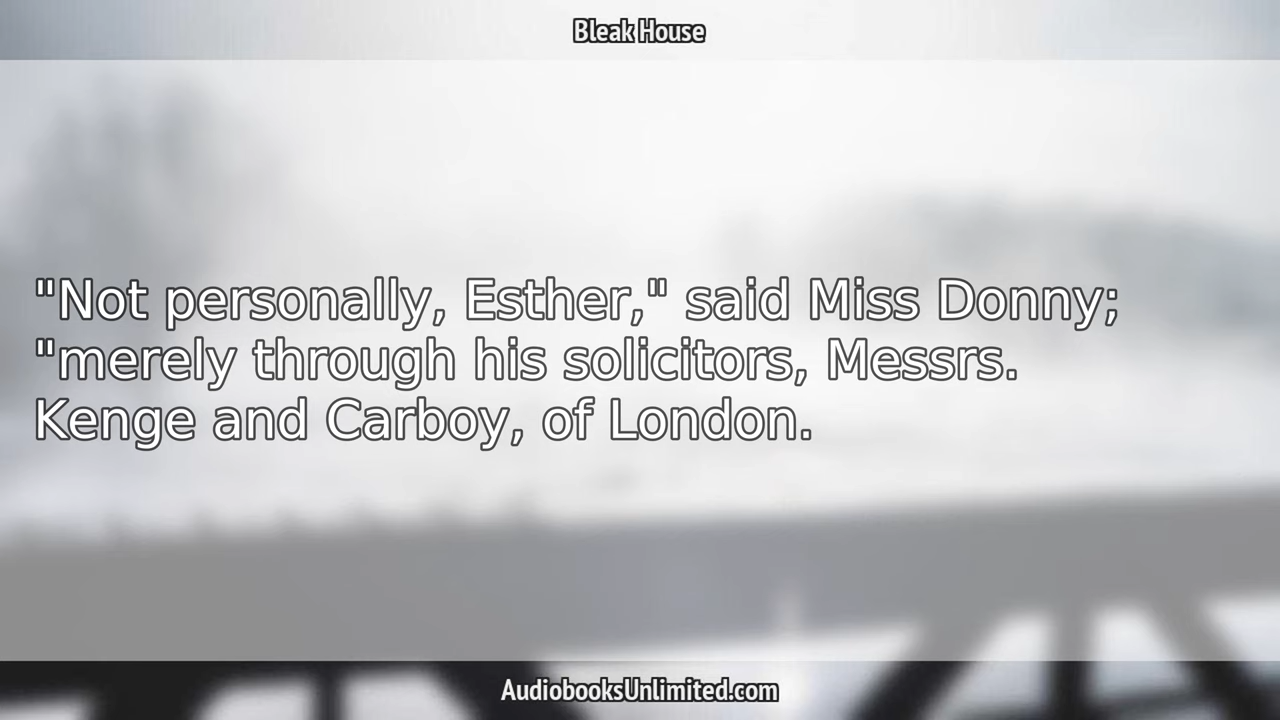 Bleak House
"Not personally, Esther," said Miss Donny;
"merely through his solicitors, Messrs.
Kenge and Carboy, of London.
AudiobooksUnlimited.com